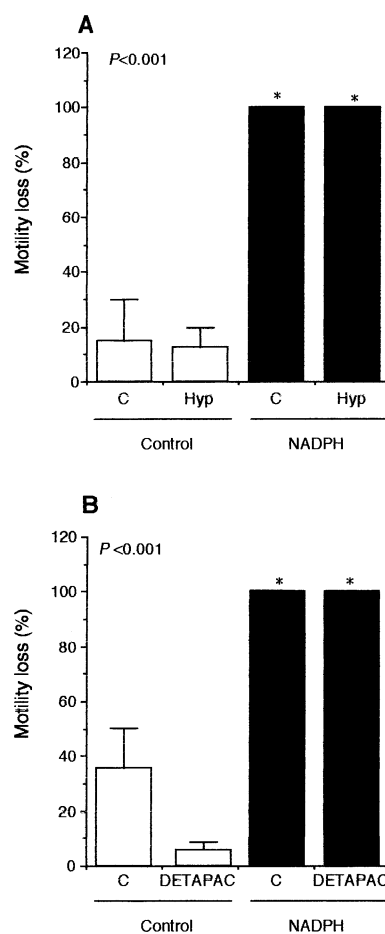 A
120
P<0.001
* *
100
80
60
40
20
0
Motility loss (%)
C Hyp C Hyp
Control NADPH
B
120
P <0.001
* *
100
80
60
40
20
0
Motility loss (%)
C DETAPAC C DETAPAC
Control NADPH